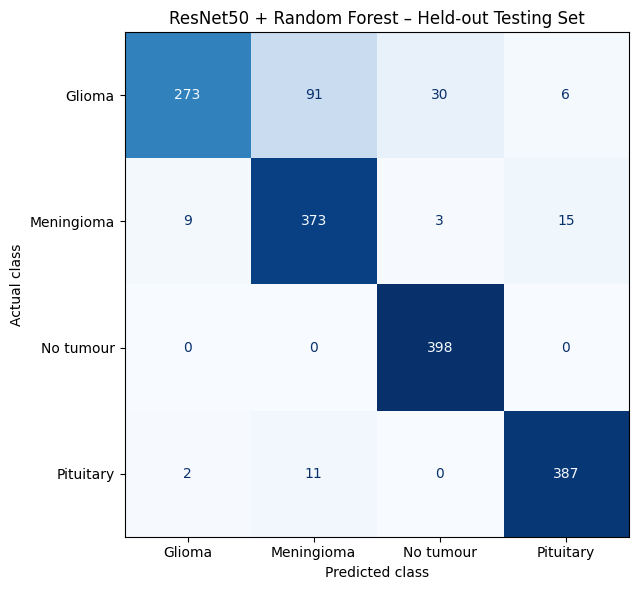 ResNet50 + Random Forest – Held-out Testing Set
Actual class
Glioma 273 91 30 6
Meningioma 9 373 3 15
No tumour 0 0 398 0
Pituitary 2 11 0 387
Glioma Meningioma No tumour Pituitary
Predicted class